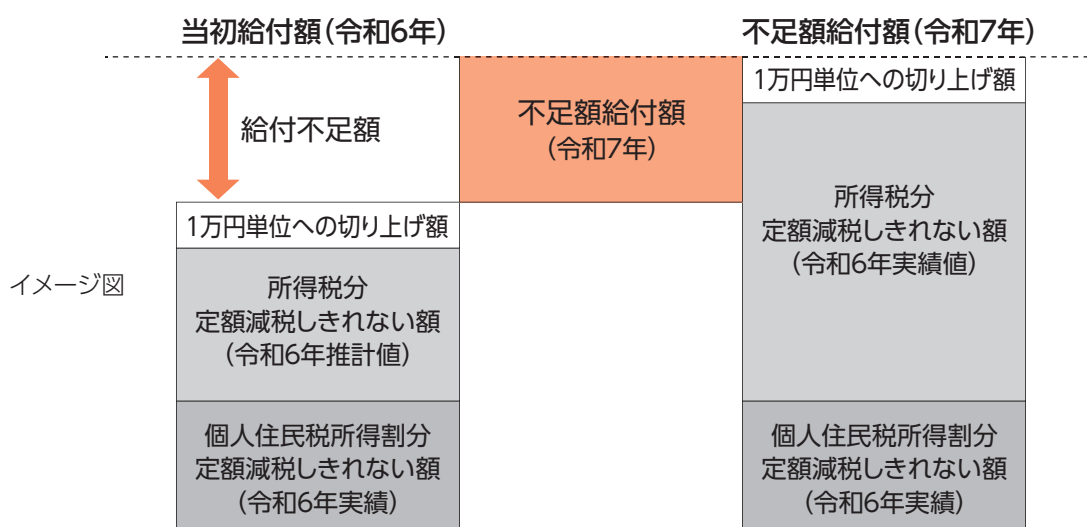 当初給付額(令和6年)
不足額給付額(令和7年)
給付不足額
不足額給付額
(令和7年)
1万円単位への切り上げ額
所得税分
定額減税しきれない額
(令和6年実績値)
イメージ図
1万円単位への切り上げ額
所得税分
定額減税しきれない額
(令和6年推計値)
個人住民税所得割分
定額減税しきれない額
(令和6年実績)
個人住民税所得割分
定額減税しきれない額
(令和6年実績)